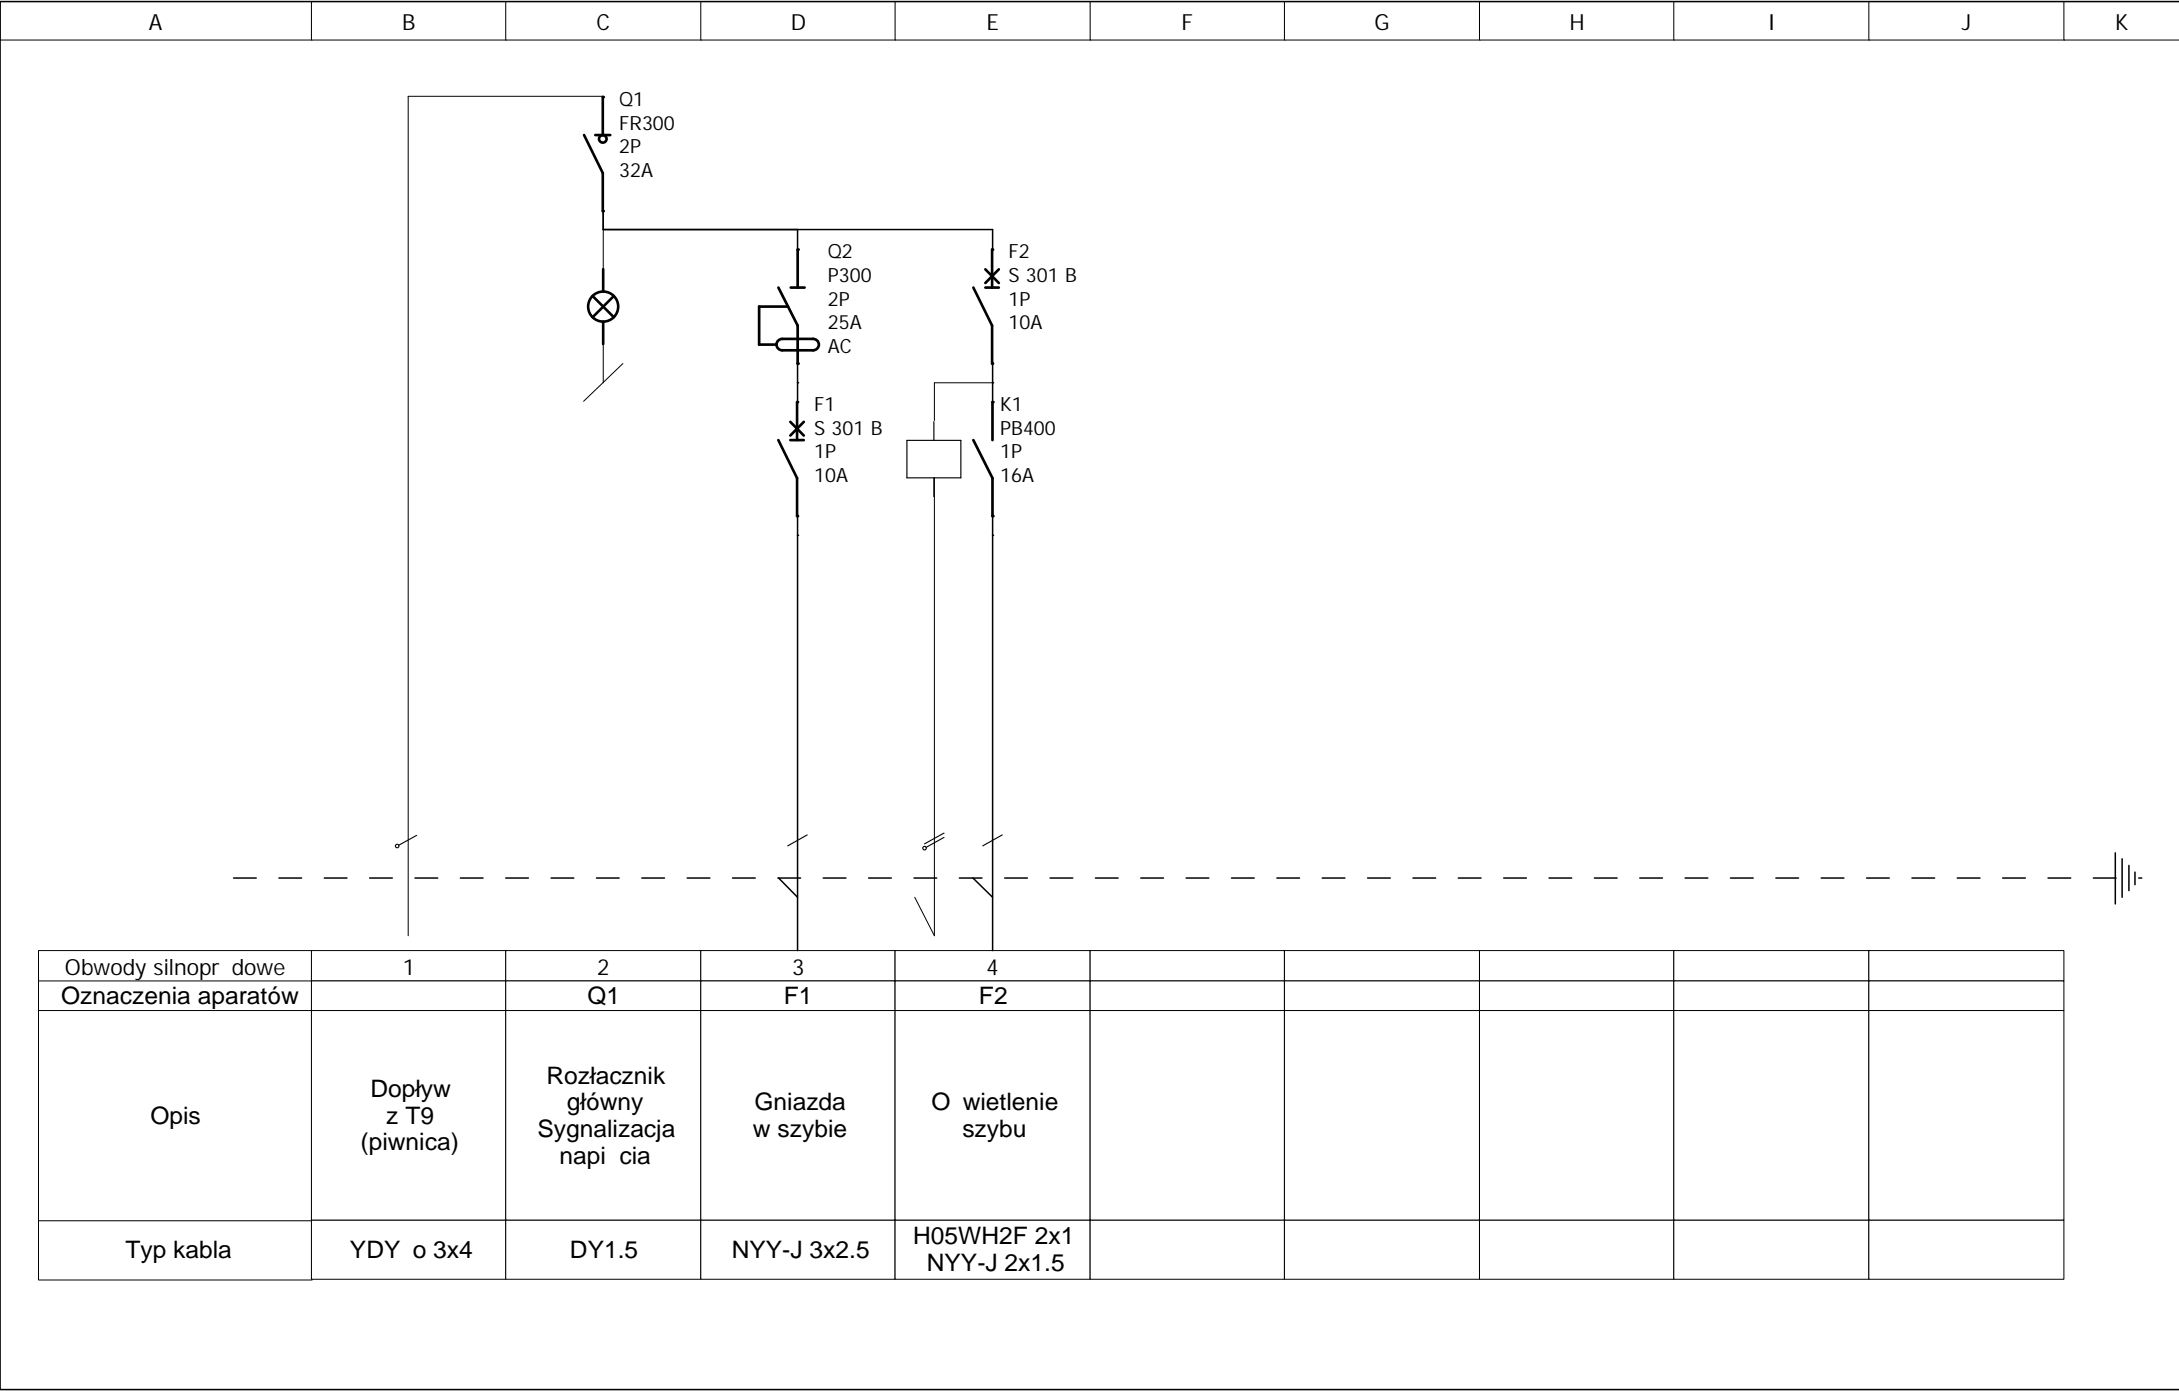 A B C D E F G H I J K
Q1
FR300
2P
32A
Q2
P300
2P
25A
AC
F2
S 301 B
1P
10A
F1
S 301 B
1P
10A
K1
PB400
1P
16A
Obwody silnopr dowe 1 2 3 4
Oznaczenia aparatów Q1 F1 F2
Opis
Dopływ
z T9
(piwnica)
Rozłacznik
główny
Sygnalizacja
napi cia
Gniazda
w szybie
O wietlenie
szybu
Typ kabla YDY o 3x4 DY1.5 NYY-J 3x2.5
H05WH2F 2x1
NYY-J 2x1.5